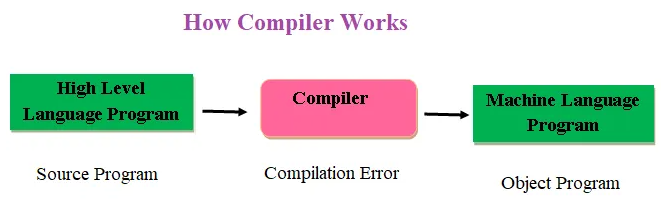 How Compiler Works
High Level
Language Program
Compiler
Machine Language
Program
Source Program
Compilation Error
Object Program